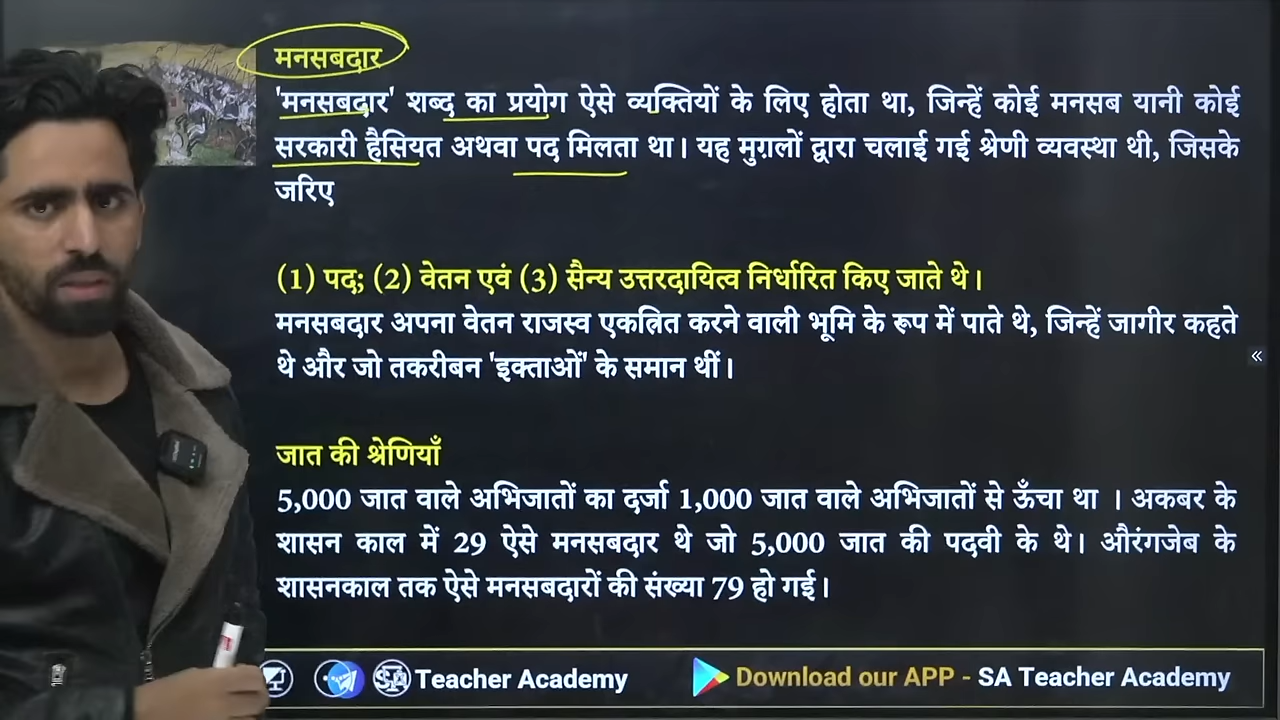 मनसबदार
'मनसबदार' शब्द का प्रयोग ऐसे व्यक्तियों के लिए होता था, जिन्हें कोई मनसब यानी कोई
सरकारी हैसियत अथवा पद मिलता था। यह मुग़लों द्वारा चलाई गई श्रेणी व्यवस्था थी, जिसके
जरिए
(1) पद; (2) वेतन एवं (3) सैन्य उत्तरदायित्व निर्धारित किए जाते थे।
मनसबदार अपना वेतन राजस्व एकत्रित करने वाली भूमि के रूप में पाते थे, जिन्हें जागीर कहते
थे और जो तकरीबन 'इक्ताओं' के समान थीं।
जात की श्रेणियाँ
5,000 जात वाले अभिजातों का दर्जा 1,000 जात वाले अभिजातों से ऊँचा था । अकबर के
शासन काल में 29 ऐसे मनसबदार थे जो 5,000 जात की पदवी के थे। औरंगजेब के
शासनकाल तक ऐसे मनसबदारों की संख्या 79 हो गई।
SA Teacher Academy
Download our APP - SA Teacher Academy